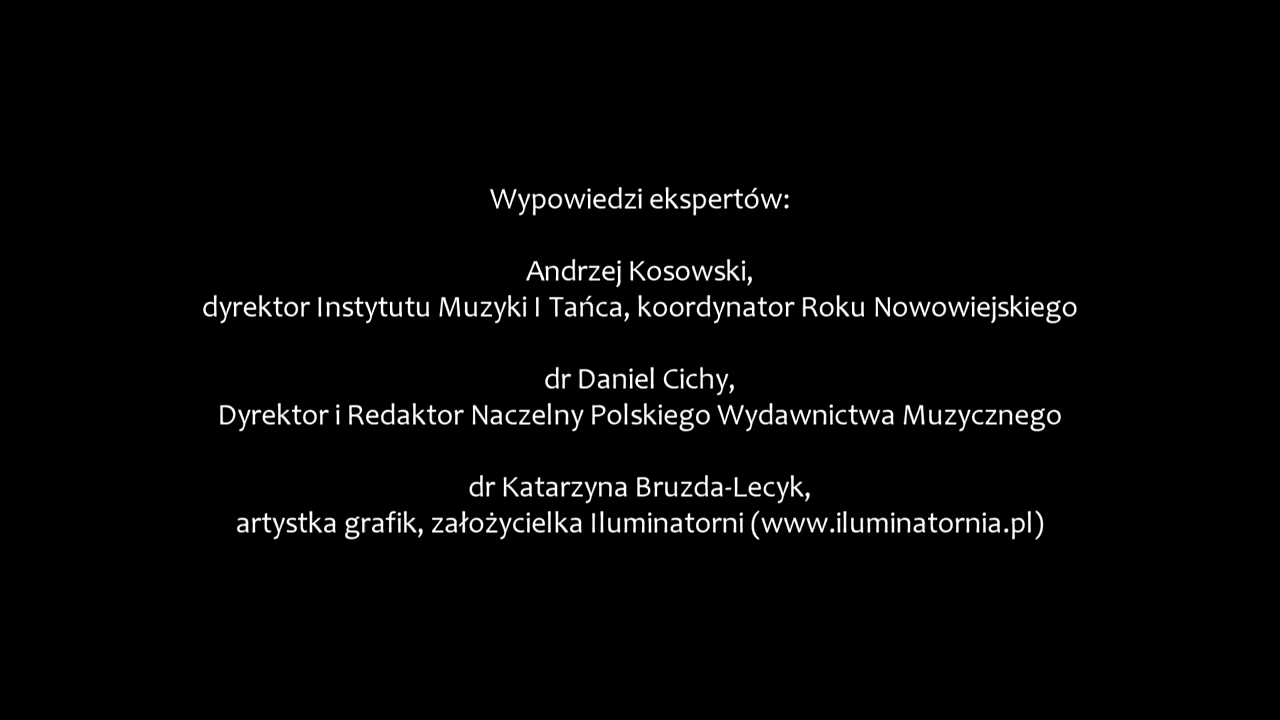 Wypowiedzi ekspertów:
Andrzej Kosowski,
dyrektor Instytutu Muzyki I Tańca, koordynator Roku Nowowiejskiego
dr Daniel Cichy,
Dyrektor i Redaktor Naczelny Polskiego Wydawnictwa Muzycznego
dr Katarzyna Bruzda-Lecyk,
artystka grafik, założycielka Iluminatorni (www.iluminatornia.pl)